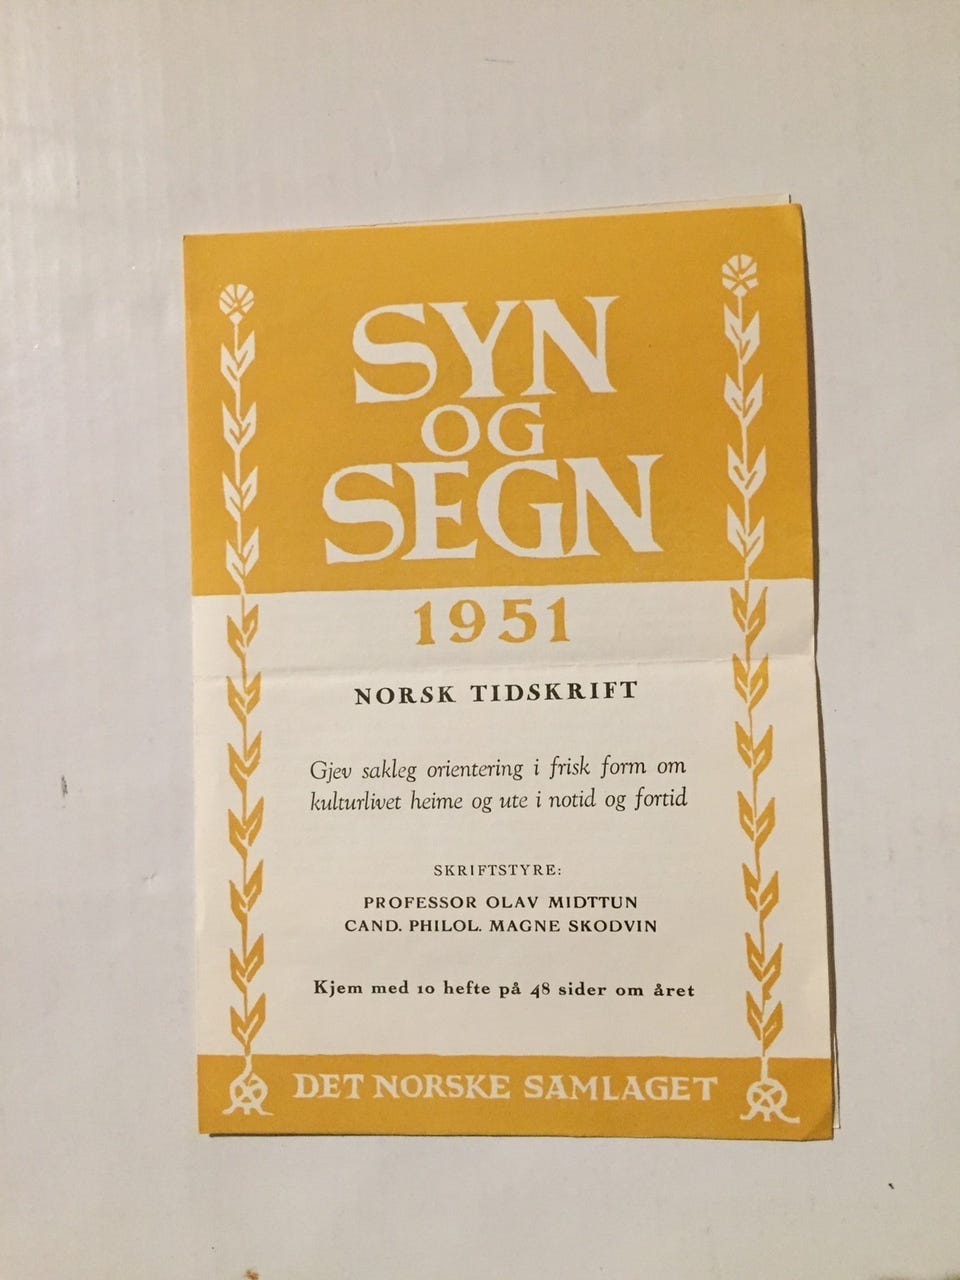 SYN
OG
SEGN
1951
NORSK TIDSKRIFT
Gjev sakleg orientering i frisk form om
kulturlivet heime og ute i notid og fortid
SKRIFTSTYRE:
PROFESSOR OLAV MIDTTUN
CAND. PHILOL. MAGNE SKODVIN
Kjem med 10 hefte på 48 sider om året
DET NORSKE SAMLAGET